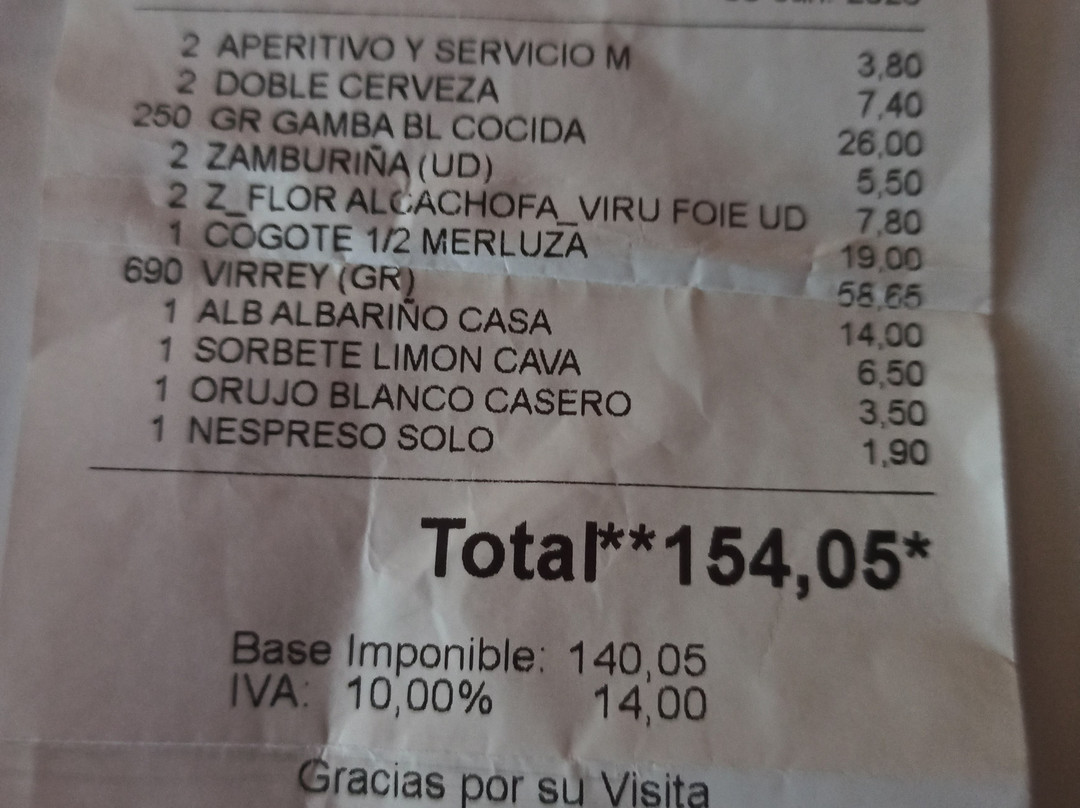 2 APERITIVO Y SERVICIO M 3,80
2 DOBLE CERVEZA 7,40
250 GR GAMBA BL COCIDA 26,00
2 ZAMBURIÑA (UD) 5,50
2 Z_FLOR ALCACHOFA_VIRU FOIE UD 7,80
1 COGOTE 1/2 MERLUZA 19,00
690 VIRREY (GR) 58,65
1 ALB ALBARIÑO CASA 14,00
1 SORBETE LIMON CAVA 6,50
1 ORUJO BLANCO CASERO 3,50
1 NESPRESO SOLO 1,90
Total**154,05*
Base Imponible: 140,05
IVA: 10,00% 14,00
Gracias por su Visita